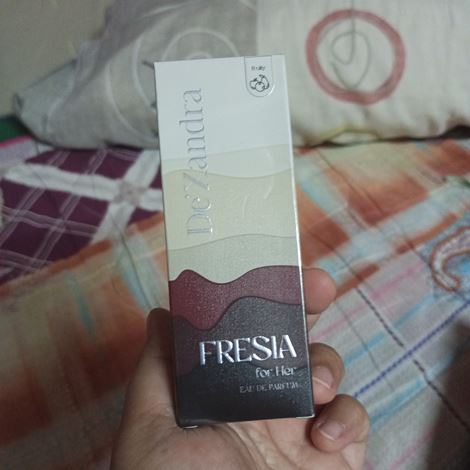 Fruity
De'Zandra
FRESIA
for Her
EAU DE PARFUM